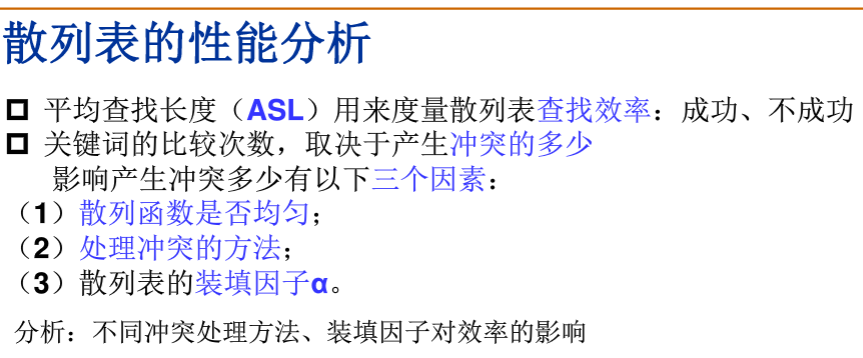 散列表的性能分析
平均查找长度（ASL）用来度量散列表查找效率：成功、不成功
关键词的比较次数，取决于产生冲突的多少
影响产生冲突多少有以下三个因素：
（1）散列函数是否均匀；
（2）处理冲突的方法；
（3）散列表的装填因子α。
分析：不同冲突处理方法、装填因子对效率的影响